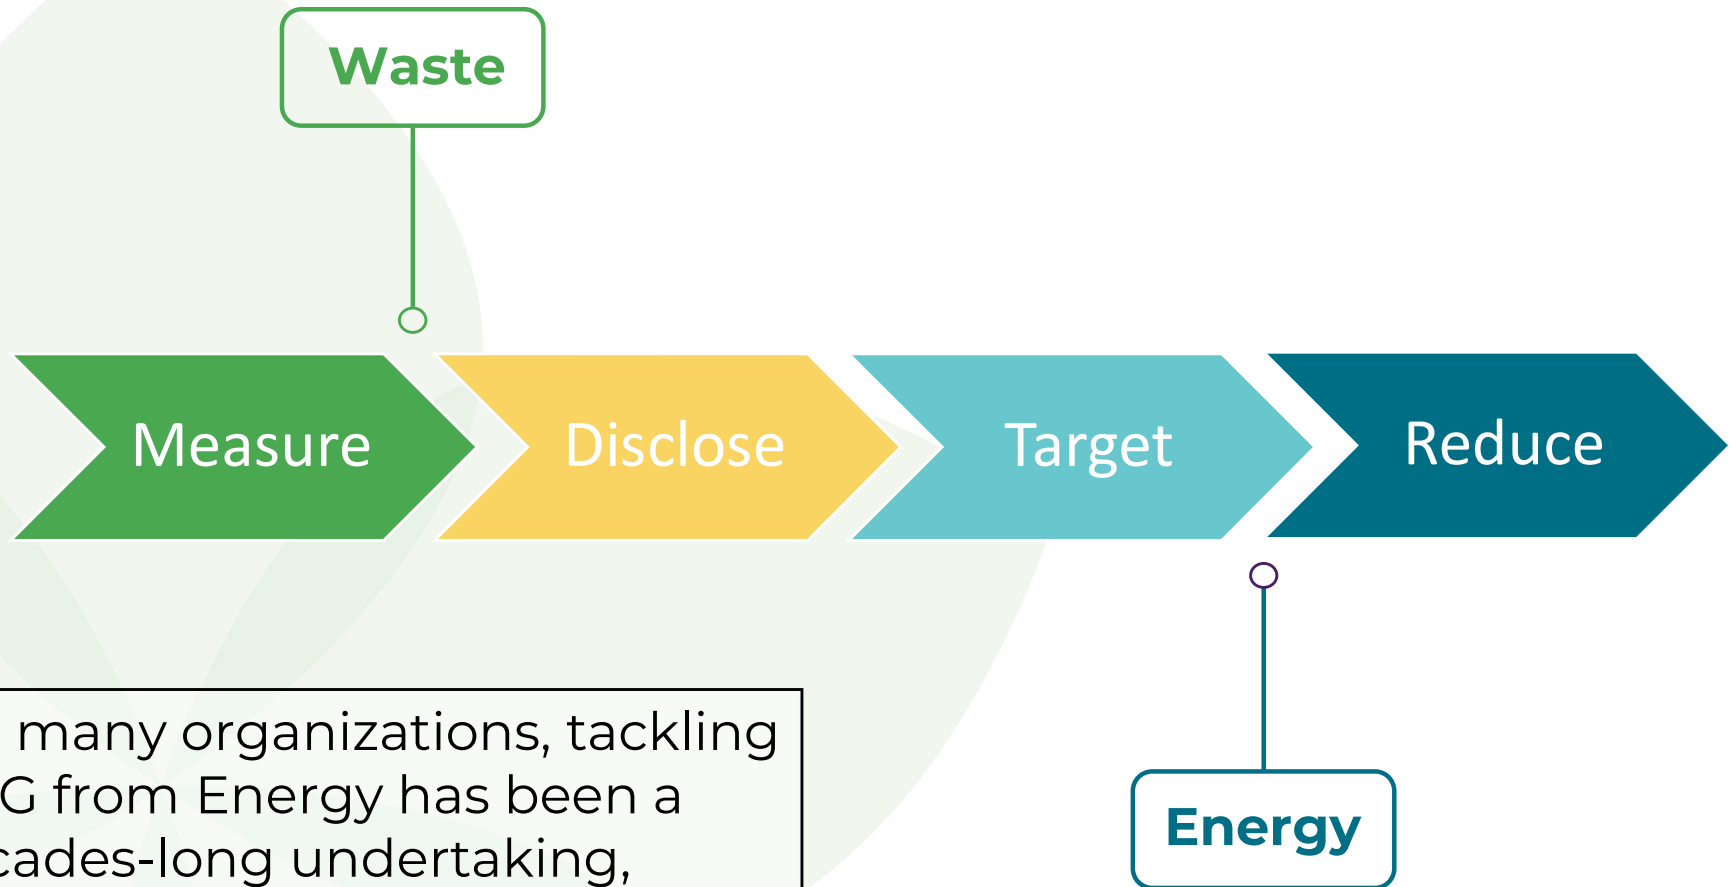 Waste
Measure
Disclose
Target
Reduce
many organizations, tackling
from Energy has been a
undertaking,
Energy